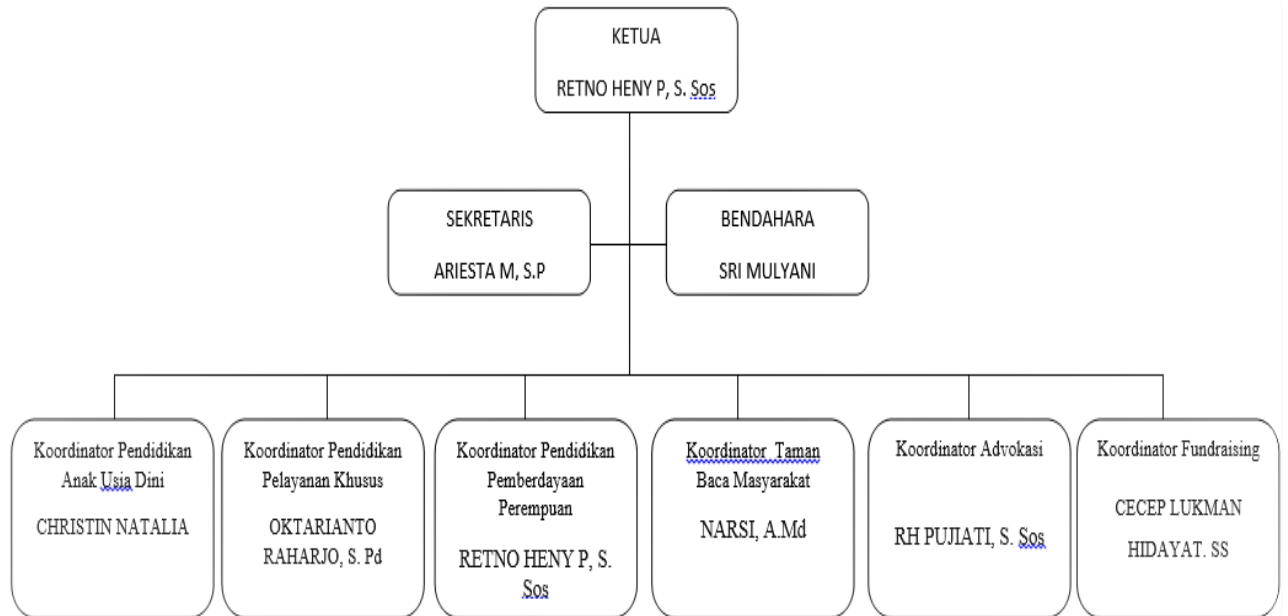 KETUA
RETNO HENY P, S. Sos
SEKRETARIS
ARIESTA M, S.P
BENDAHARA
SRI MULYANI
Koordinator Pendidikan
Anak Usia Dini
CHRISTIN NATALIA
Koordinator Pendidikan
Pelayanan Khusus
OKTARIANTO
RAHARJO, S. Pd
Koordinator Pendidikan
Pemberdayaan
Perempuan
RETNO HENY P, S.
Sos
Koordinator Taman
Baca Masyarakat
NARSI, A.Md
Koordinator Advokasi
RH PUJIATI, S. Sos
Koordinator Fundraising
CECEP LUKMAN
HIDAYAT. SS